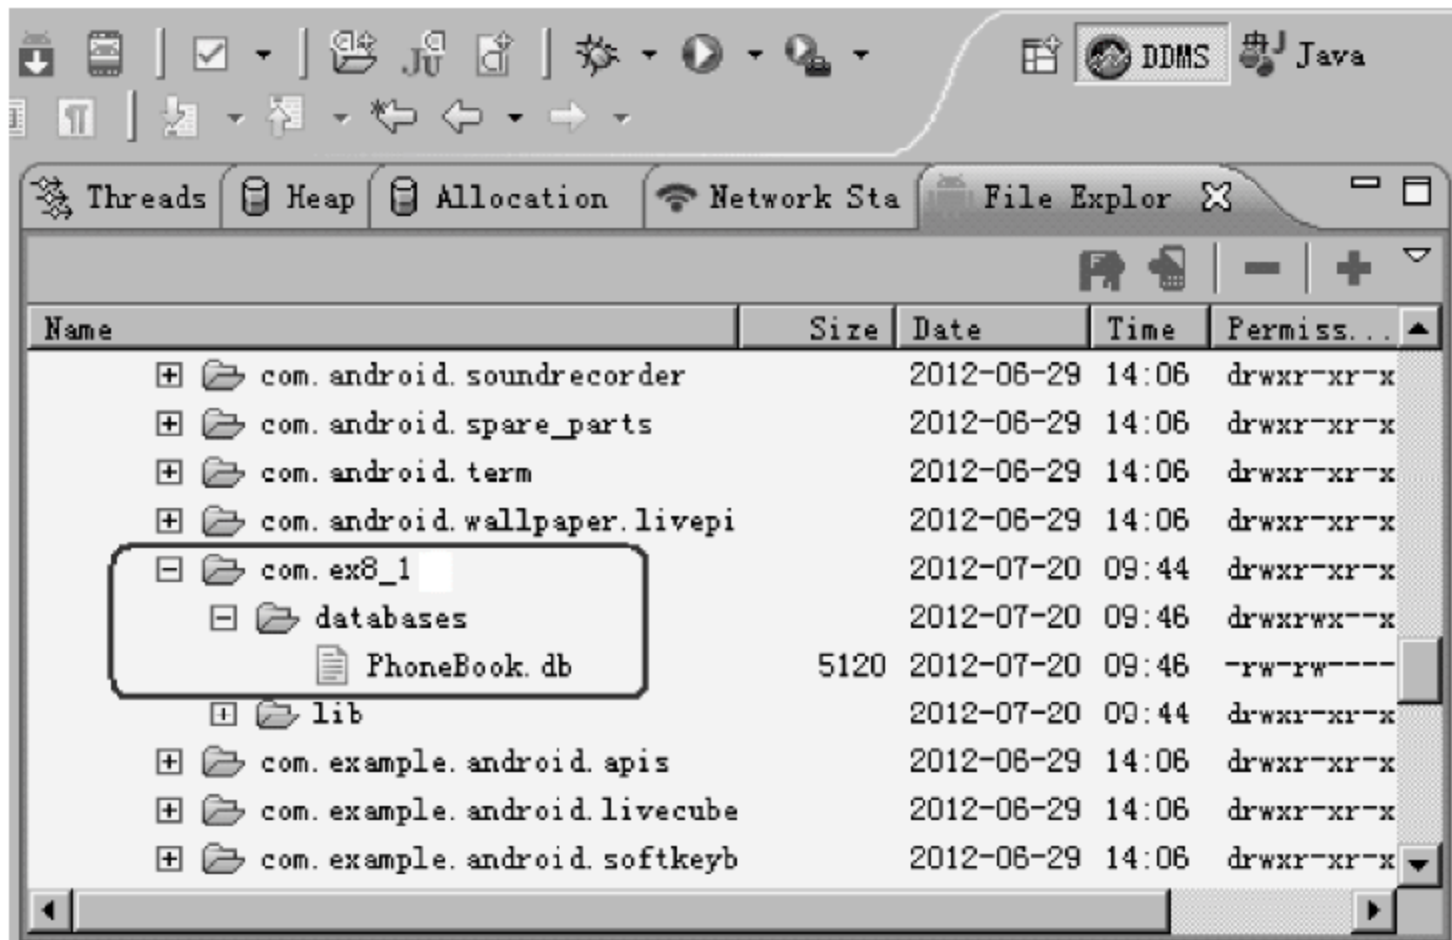 DDMS Java
Threads Heap Allocation Network Sta File Explor
Name Size Date Time Permiss...
com.android.soundrecorder 2012-06-29 14:06 drwxr-xr-x
com.android.spare_parts 2012-06-29 14:06 drwxr-xr-x
com.android.term 2012-06-29 14:06 drwxr-xr-x
com.android.wallpaper.livepi 2012-06-29 14:06 drwxr-xr-x
com.ex8_1 2012-07-20 09:44 drwxr-xr-x
databases 2012-07-20 09:46 drwxrwx--x
PhoneBook.db 5120 2012-07-20 09:46 -rw-rw----
lib 2012-07-20 09:44 drwxr-xr-x
com.example.android.apis 2012-06-29 14:06 drwxr-xr-x
com.example.android.livecube 2012-06-29 14:06 drwxr-xr-x
com.example.android.softkeyb 2012-06-29 14:06 drwxr-xr-x